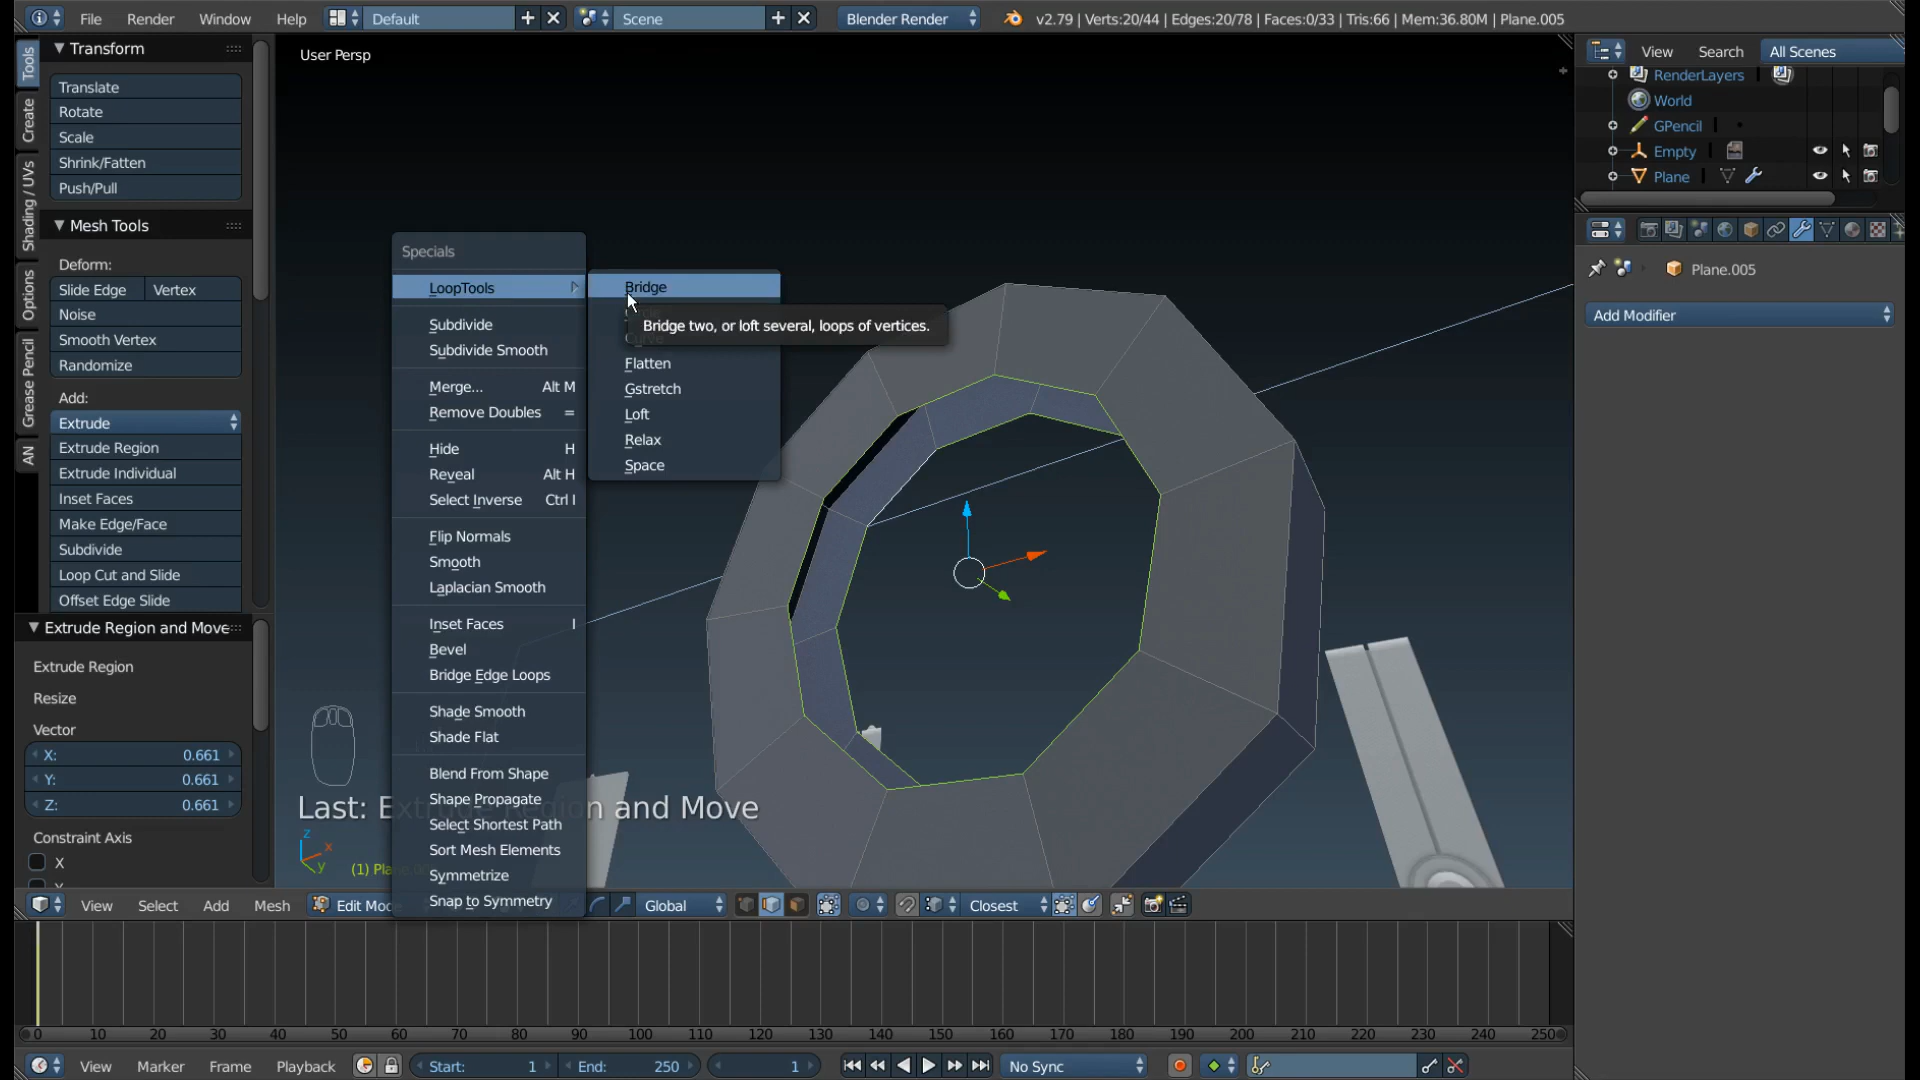 File Render Window Help Default Scene Blender Render v2.79 | Verts:20/44 | Edges:20/78 | Faces:0/33 | Tris:66 | Mem:36.80M | Plane.005
Tools
Create
Shading / UVs
Options
Grease Pencil
AN
Transform
Translate
Rotate
Scale
Shrink/Fatten
Push/Pull
Mesh Tools
Deform:
Slide Edge Vertex
Noise
Smooth Vertex
Randomize
Add:
Extrude
Extrude Region
Extrude Individual
Inset Faces
Make Edge/Face
Subdivide
Loop Cut and Slide
Offset Edge Slide
Extrude Region and Move
Extrude Region
Resize
Vector
X: 0.661
Y: 0.661
Z: 0.661
Constraint Axis
X
User Persp
Specials
LoopTools
Subdivide
Subdivide Smooth
Merge... Alt M
Remove Doubles =
Hide H
Reveal Alt H
Select Inverse Ctrl I
Flip Normals
Smooth
Laplacian Smooth
Inset Faces I
Bevel
Bridge Edge Loops
Shade Smooth
Shade Flat
Blend From Shape
Shape Propagate
Select Shortest Path
Sort Mesh Elements
Symmetrize
Snap to Symmetry
Bridge
Bridge two, or loft several, loops of vertices.
Curve
Flatten
Gstretch
Loft
Relax
Space
Last: Extrude Region and Move
z
x
y
(1) Plane
View Select Add Mesh Edit Mode Global Closest
0 10 20 30 40 50 60 70 80 90 100 110 120 130 140 150 160 170 180 190 200 210 220 230 240 250
View Marker Frame Playback Start: 1 End: 250 1 No Sync
View Search All Scenes
RenderLayers
World
GPencil
Empty
Plane
Plane.005
Add Modifier